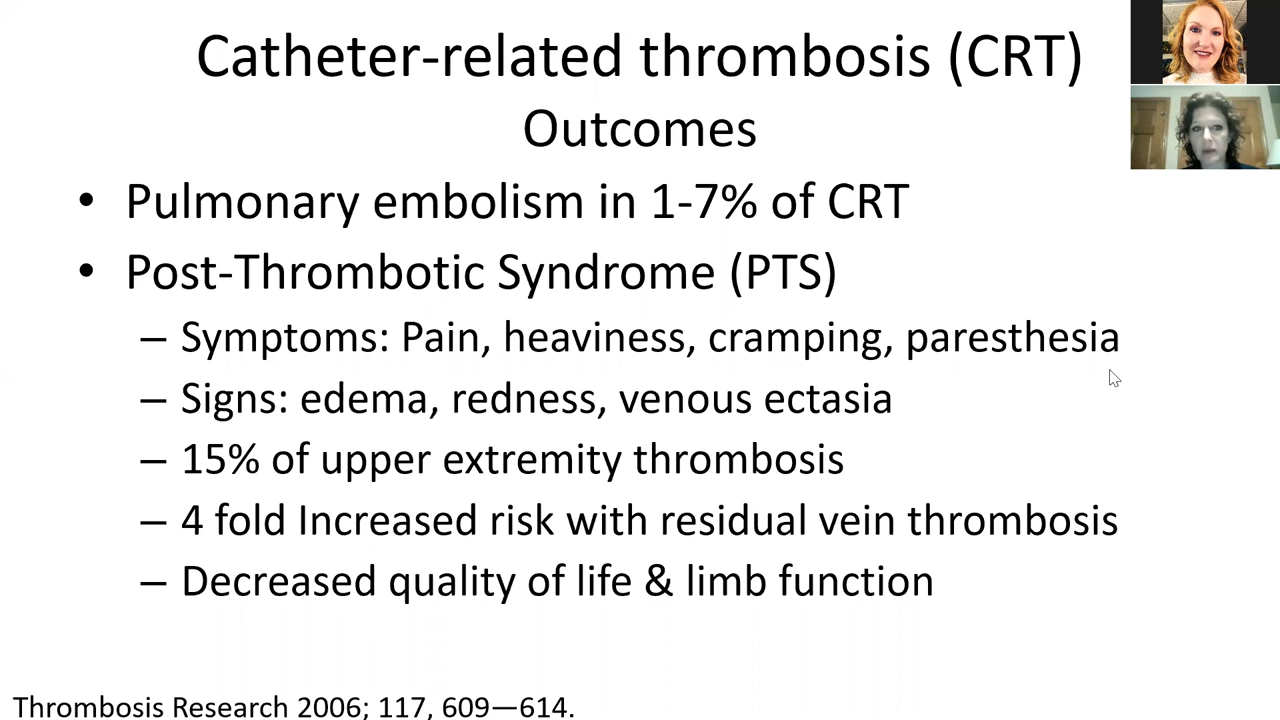 Catheter-related thrombosis (CRT)
Outcomes
• Pulmonary embolism in 1-7% of CRT
• Post-Thrombotic Syndrome (PTS)
– Symptoms: Pain, heaviness, cramping, paresthesia
– Signs: edema, redness, venous ectasia
– 15% of upper extremity thrombosis
– 4 fold Increased risk with residual vein thrombosis
– Decreased quality of life & limb function
Thrombosis Research 2006; 117, 609—614.